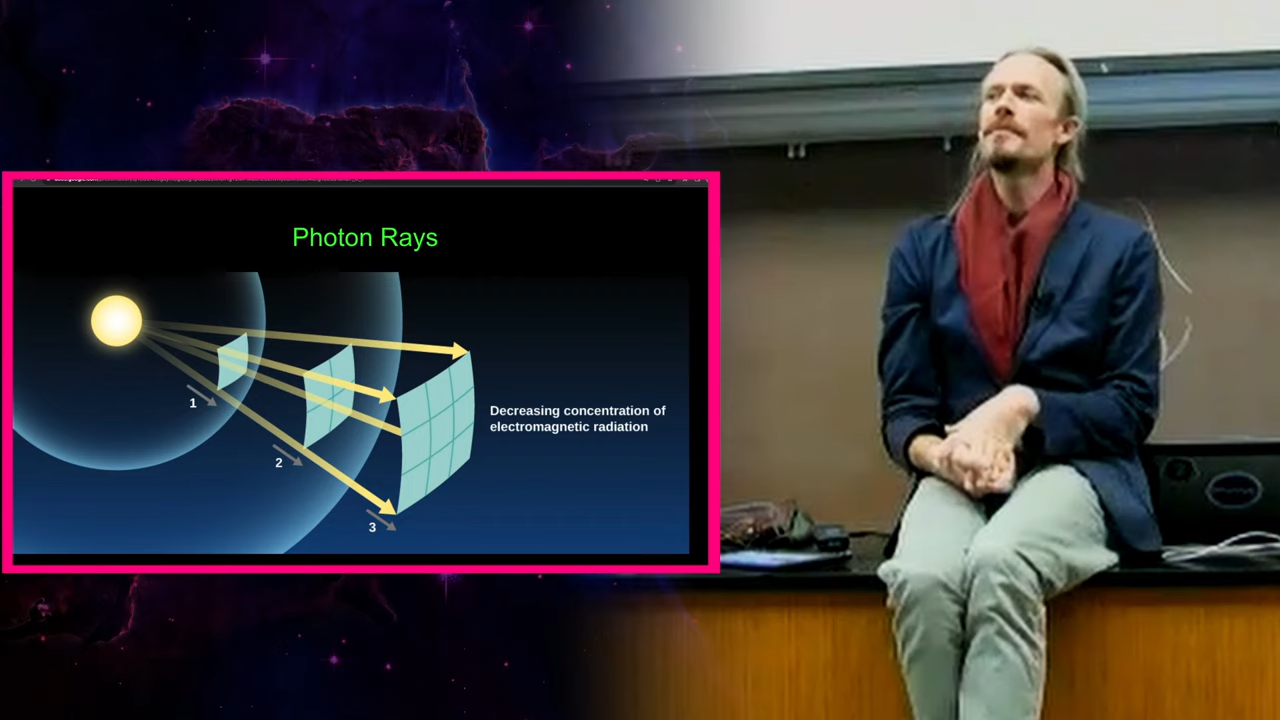 Photon Rays
1
2
3
Decreasing concentration of
electromagnetic radiation